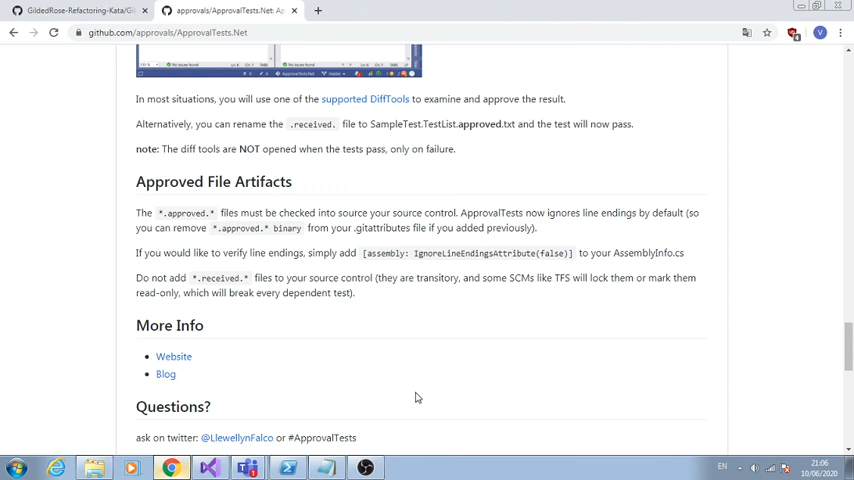 GildedRose-Refactoring-Kata/Gil
approvals/ApprovalTests.Net: Ap
github.com/approvals/ApprovalTests.Net
In most situations, you will use one of the supported DiffTools to examine and approve the result.
Alternatively, you can rename the .received. file to SampleTest.TestList.approved.txt and the test will now pass.
note: The diff tools are NOT opened when the tests pass, only on failure.
Approved File Artifacts
The *.approved.* files must be checked into source your source control. ApprovalTests now ignores line endings by default (so
you can remove *.approved.* binary from your .gitattributes file if you added previously).
If you would like to verify line endings, simply add [assembly: IgnoreLineEndingsAttribute(false)] to your AssemblyInfo.cs
Do not add *.received.* files to your source control (they are transitory, and some SCMs like TFS will lock them or mark them
read-only, which will break every dependent test).
More Info
Website
Blog
Questions?
ask on twitter: @LlewellynFalco or #ApprovalTests
EN
21:06
10/06/2020